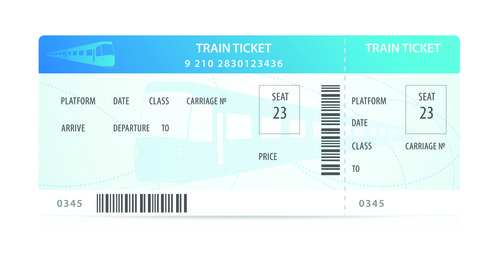 TRAIN TICKET
9 210 2830123436
PLATFORM DATE CLASS CARRIAGE Nº
SEAT
23
ARRIVE DEPARTURE TO
PRICE
0345
TRAIN TICKET
PLATFORM
SEAT
23
DATE
CLASS CARRIAGE Nº
TO
0345